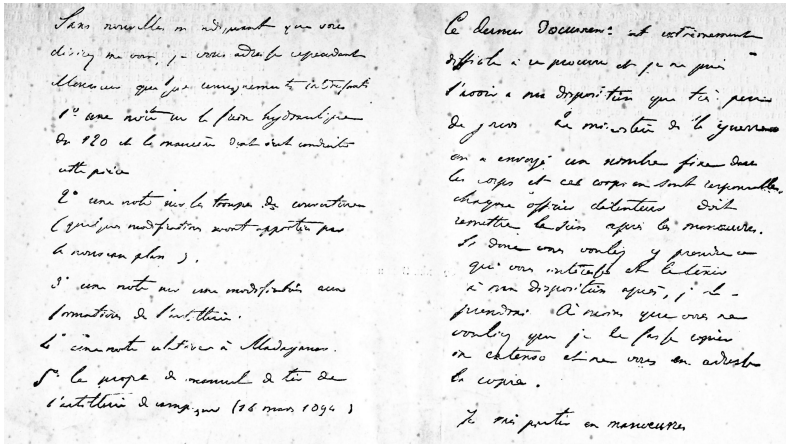 Sans nouvelles m'indiquant que vous
désirez me voir, je vous adresse cependant
Monsieur quelques renseignements intéressants
1° une note sur le frein hydraulique
du 120 et la manière dont s'est conduite
cette pièce
2° une note sur les troupes de couverture
(quelques modifications seront apportées par
le nouveau plan).
3° une note sur une modification aux
formations de l'artillerie.
4° une note relative à Madagascar.
5° le projet de manuel de tir de
l'artillerie de campagne (14 mars 1894)
Ce dernier document est extrêmement
difficile à se procurer et je ne puis
l'avoir à ma disposition que très peu
de jours. Le ministère de la guerre
en a envoyé un nombre fixe dans
les corps et ces corps en sont responsables,
chaque officier détenteur doit
remettre le sien après les manœuvres.
Si donc vous voulez y prendre ce
qui vous intéresse et le tenir
à ma disposition après, je le
prendrai. A moins que vous ne
vouliez que je le fasse copier
in extenso et ne vous en adresse
la copie.
Je vais partir en manœuvres